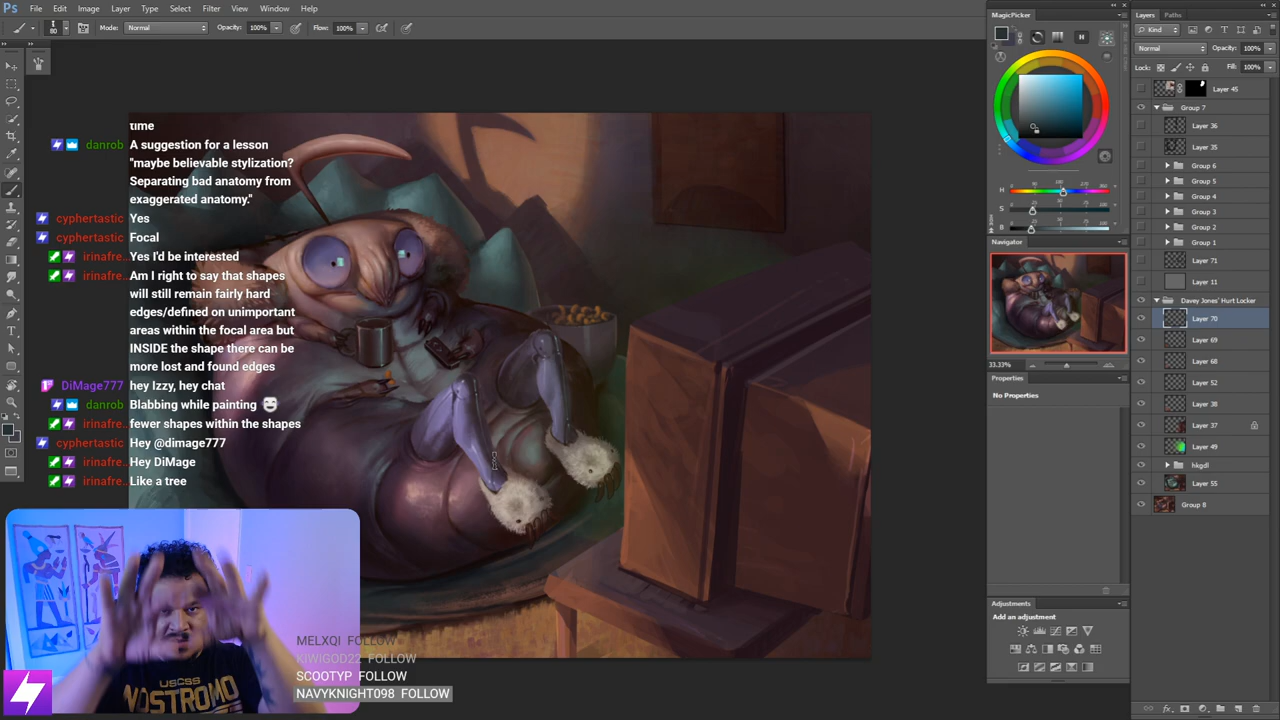 Ps File Edit Image Layer Type Select Filter View Window Help
80 Mode: Normal Opacity: 100% Flow: 100%
time
danrob A suggestion for a lesson
"maybe believable stylization?
Separating bad anatomy from
exaggerated anatomy."
cyphertastic Yes
cyphertastic Focal
irinafre.. Yes I'd be interested
irinafre.. Am I right to say that shapes
will still remain fairly hard
edges/defined on unimportant
areas within the focal area but
INSIDE the shape there can be
more lost and found edges
DiMage777 hey Izzy, hey chat
danrob Blabbing while painting
irinafre.. fewer shapes within the shapes
cyphertastic Hey @dimage777
irinafre.. Hey DiMage
irinafre.. Like a tree
USCSS
NOSTROMO
MELXQI FOLLOW
KIWIGOD22 FOLLOW
SCOOTYP FOLLOW
NAVYKNIGHT098 FOLLOW
MagicPicker
H
H
S
B
Navigator
33.33%
Properties
No Properties
Adjustments
Add an adjustment
Layers Paths
Kind
Normal Opacity: 100%
Lock: Fill: 100%
Layer 45
Group 7
Layer 36
Layer 35
Group 6
Group 5
Group 4
Group 3
Group 2
Group 1
Layer 71
Layer 11
Davey Jones' Hurt Locker
Layer 70
Layer 69
Layer 68
Layer 52
Layer 38
Layer 37
Layer 49
hkgdl
Layer 55
Group 8
fx